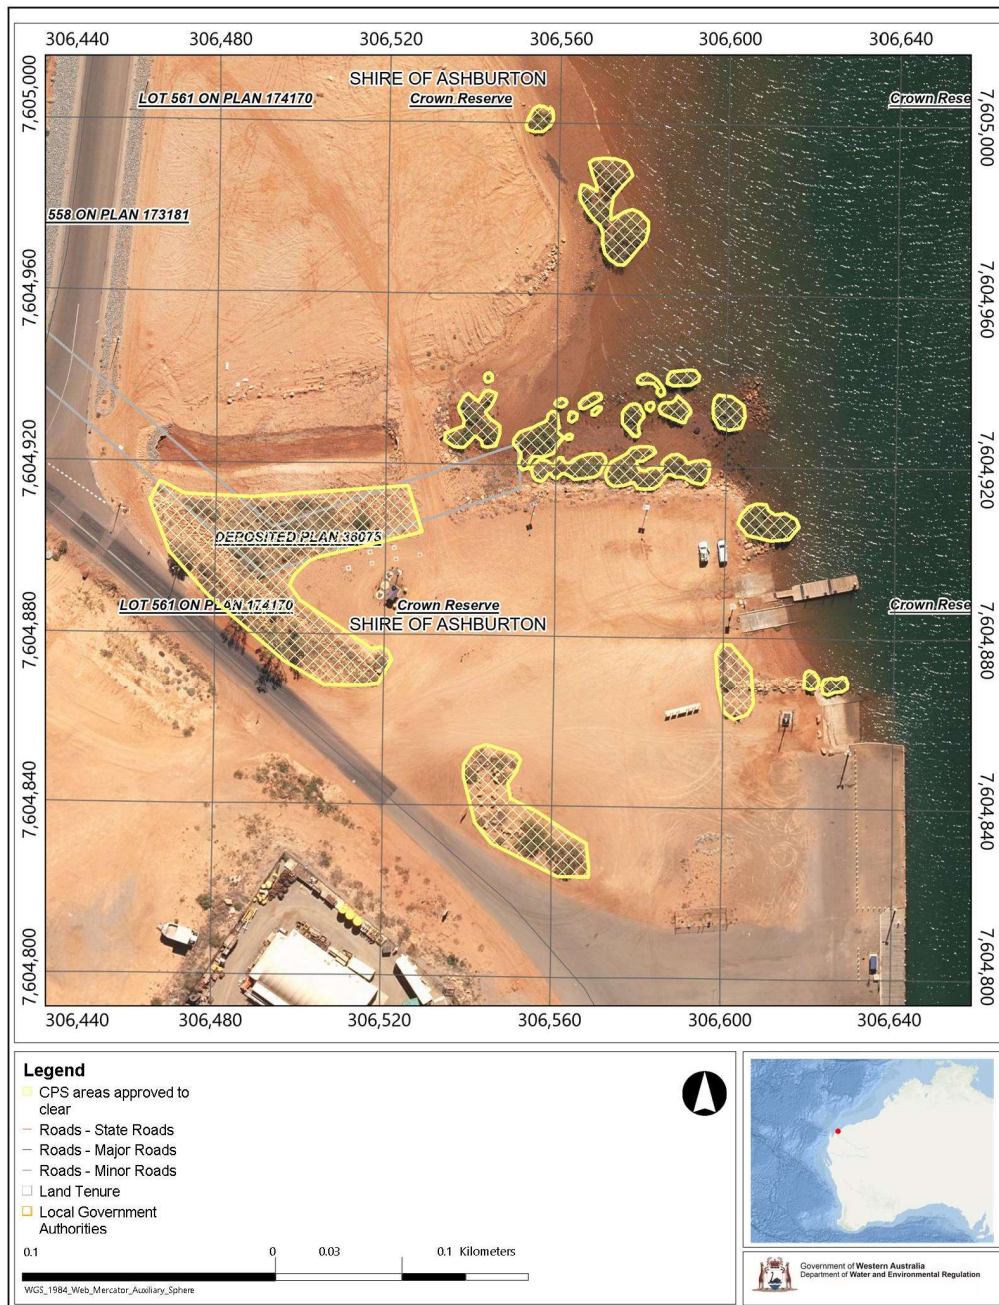 306,440 306,480 306,520 306,560 306,600 306,640
7,605,000
7,604,960
7,604,920
7,604,880
7,604,840
7,604,800
SHIRE OF ASHBURTON
LOT 561 ON PLAN 174170
Crown Reserve
Crown Rese
558 ON PLAN 173181
DEPOSITED PLAN 36075
LOT 561 ON PLAN 174170
Crown Reserve
Crown Rese
SHIRE OF ASHBURTON
7,605,000
7,604,960
7,604,920
7,604,880
7,604,840
7,604,800
306,440 306,480 306,520 306,560 306,600 306,640
Legend
CPS areas approved to
clear
Roads - State Roads
Roads - Major Roads
Roads - Minor Roads
Land Tenure
Local Government
Authorities
0.1 0 0.03 0.1 Kilometers
WGS_1984_Web_Mercator_Auxiliary_Sphere
Government of Western Australia
Department of Water and Environmental Regulation